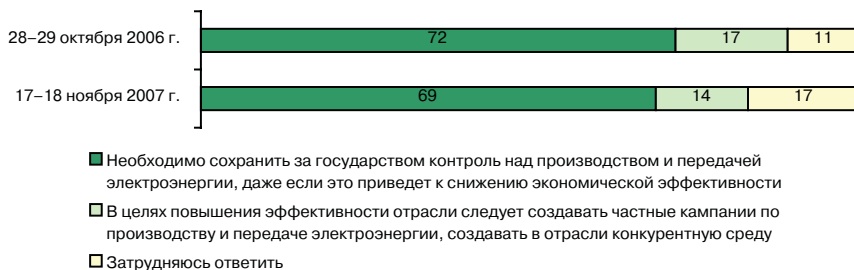 28–29 октября 2006 г.
72
17
11
17–18 ноября 2007 г.
69
14
17
Необходимо сохранить за государством контроль над производством и передачей
электроэнергии, даже если это приведет к снижению экономической эффективности
В целях повышения эффективности отрасли следует создавать частные кампании по
производству и передаче электроэнергии, создавать в отрасли конкурентную среду
Затрудняюсь ответить